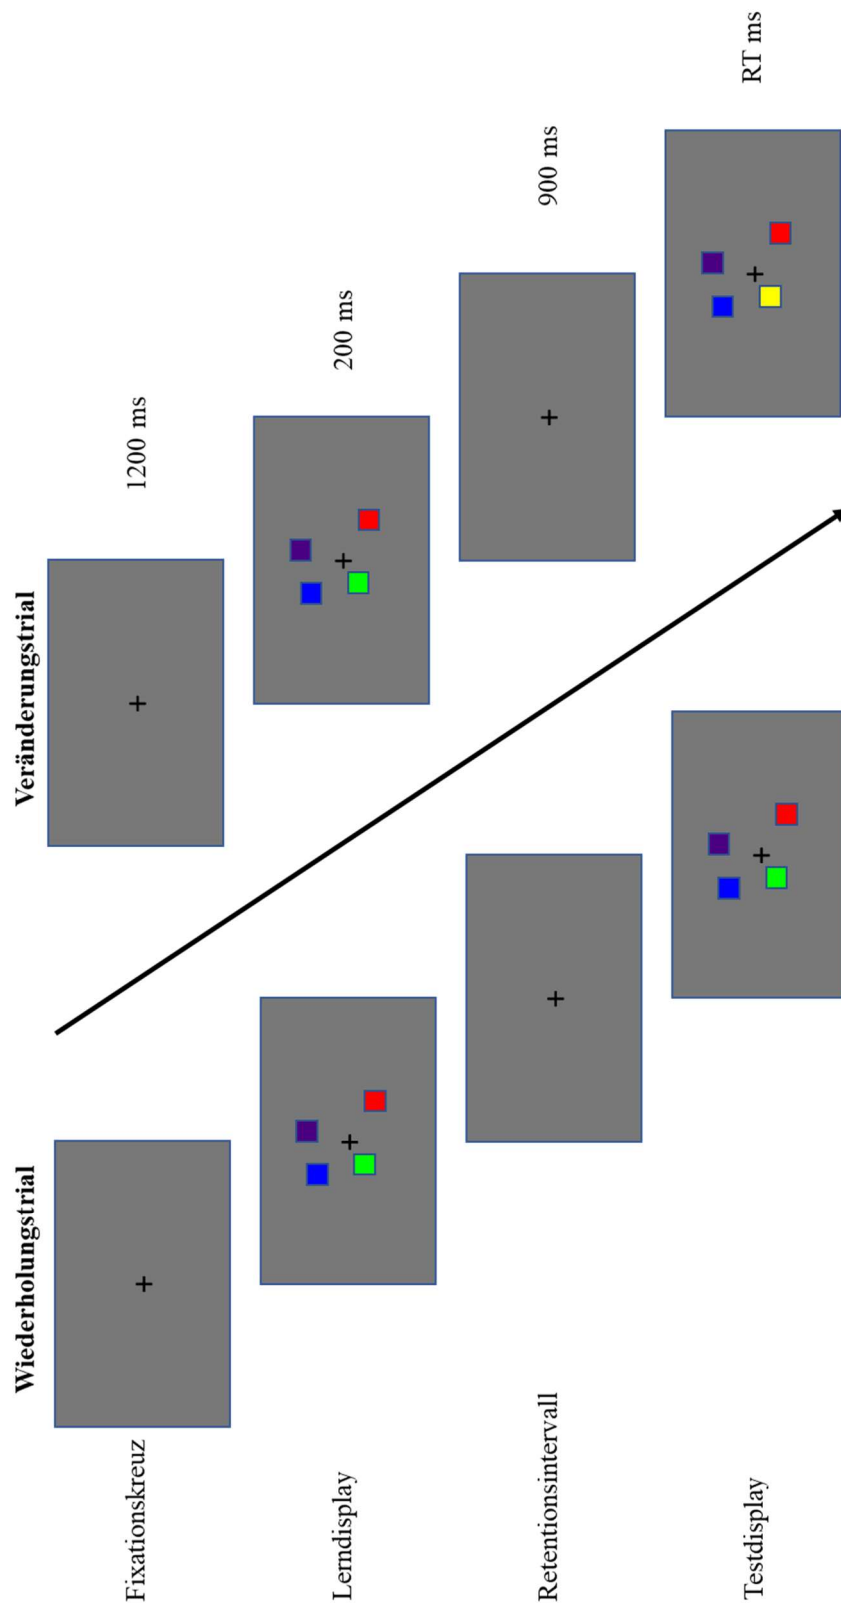 Wiederholungstrial
Veränderungstrial
Fixationskreuz
1200 ms
Lerndisplay
200 ms
Retentionsintervall
900 ms
Testdisplay
RT ms